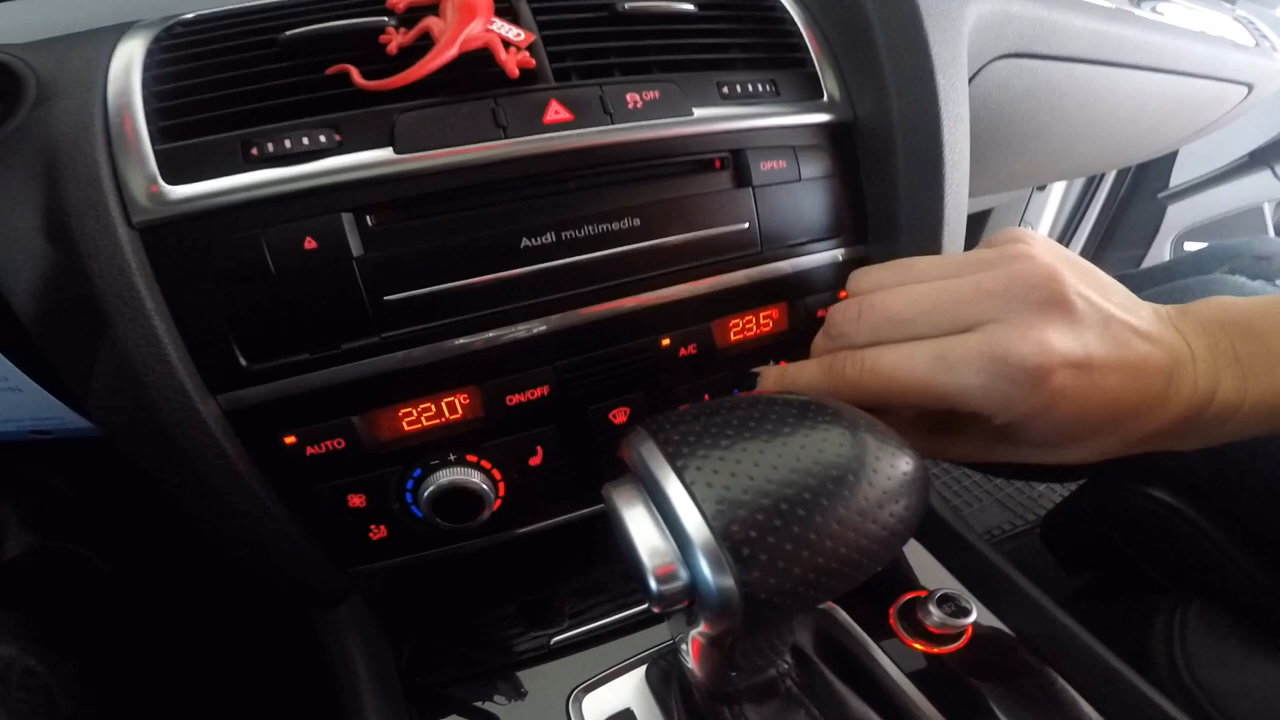 OFF
OPEN
Audi multimedia
23.5°C
A/C
22.0°C
ON/OFF
AUTO
- +